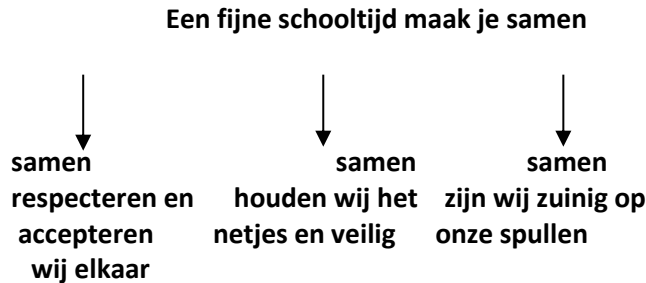 Een fijne schooltijd maak je samen
samen samen samen
respecteren en houden wij het zijn wij zuinig op
accepteren netjes en veilig onze spullen
wij elkaar